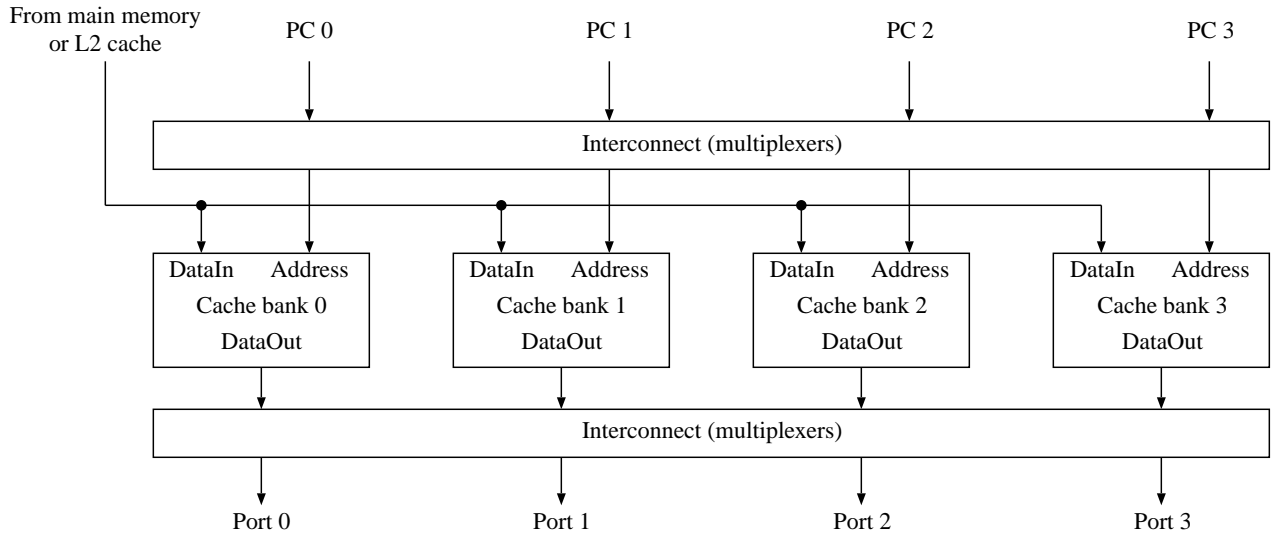 From main memory
or L2 cache
PC 0
PC 1
PC 2
PC 3
Interconnect (multiplexers)
DataIn Address
Cache bank 0
DataOut
DataIn Address
Cache bank 1
DataOut
DataIn Address
Cache bank 2
DataOut
DataIn Address
Cache bank 3
DataOut
Interconnect (multiplexers)
Port 0
Port 1
Port 2
Port 3